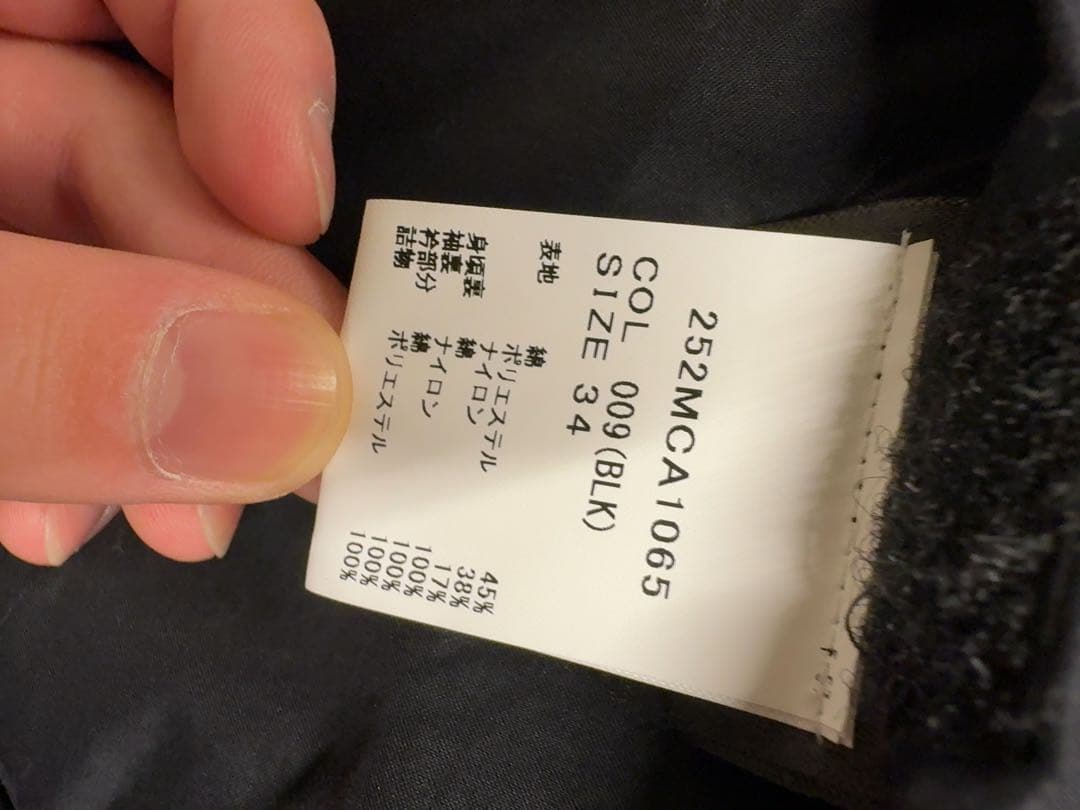 252MCA1065
COL 009(BLK)
SIZE 34
表地 綿 45%
ポリエステル 38%
ナイロン 17%
身頃裏 綿 100%
袖裏 ナイロン 100%
衿部分 綿 100%
詰物 ポリエステル 100%